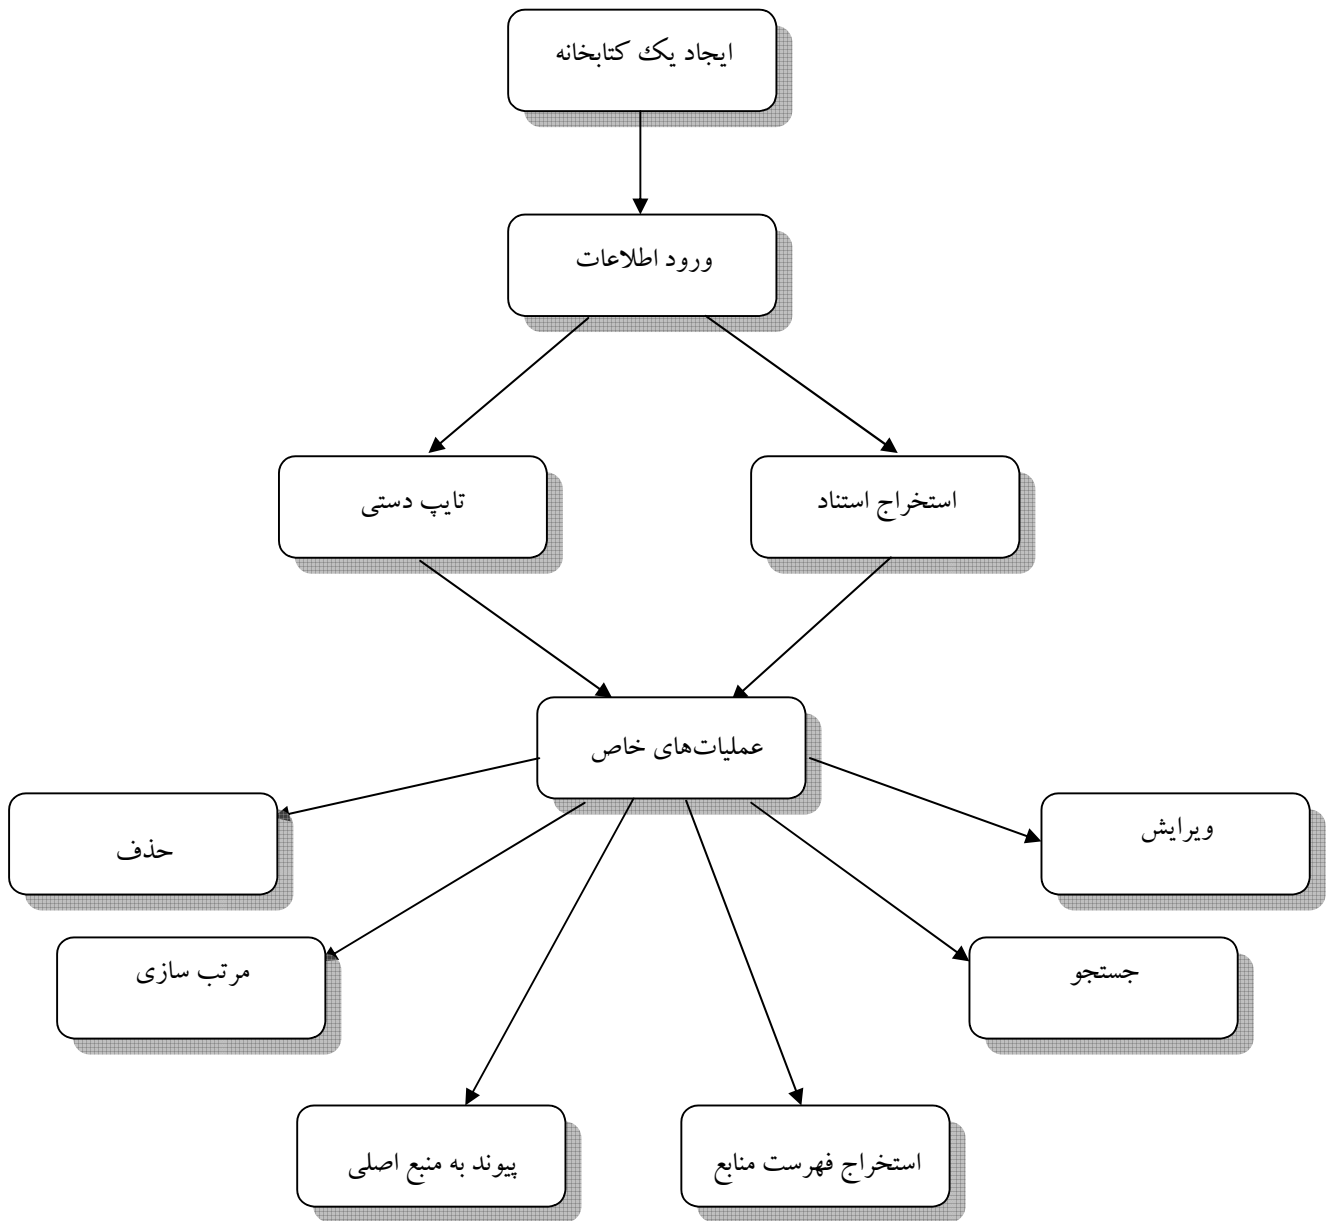 ایجاد یک کتابخانه
ورود اطلاعات
استخراج استناد
تایپ دستی
عملیات‌های خاص
ویرایش
حذف
جستجو
مرتب سازی
استخراج فهرست منابع
پیوند به منبع اصلی